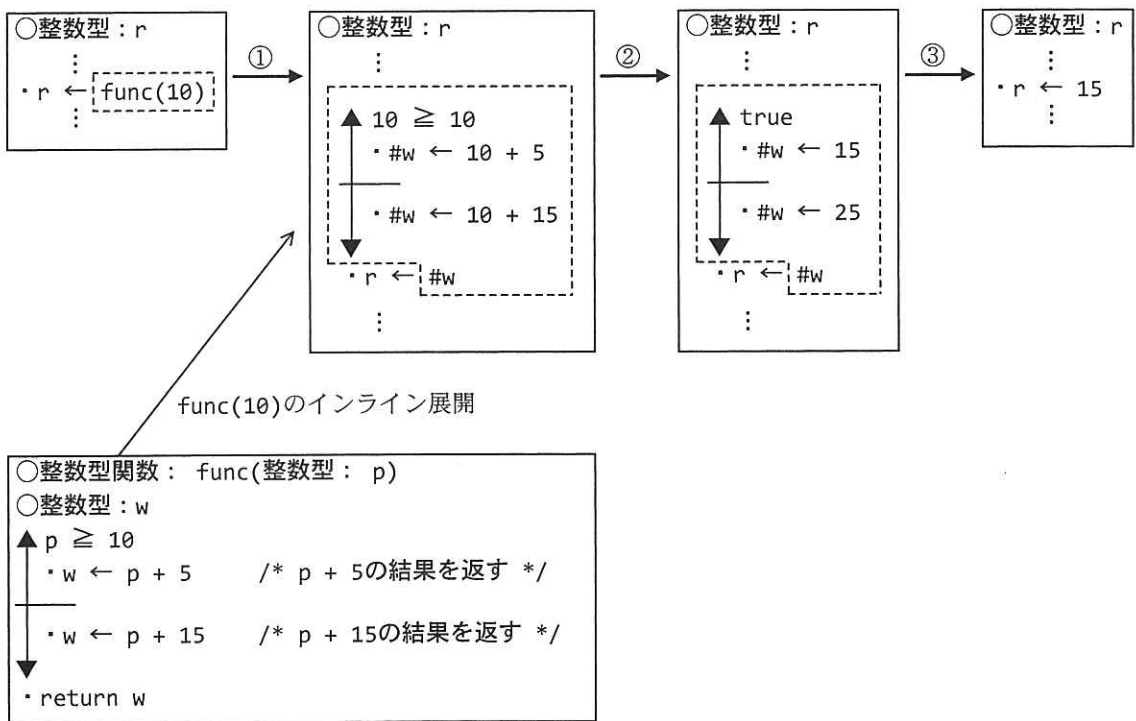 ○整数型：r
⋮
・r ← func(10)
⋮
①
○整数型：r
⋮
10 ≧ 10
・#w ← 10 + 5
・#w ← 10 + 15
・r ← #w
⋮
②
○整数型：r
⋮
true
・#w ← 15
・#w ← 25
・r ← #w
⋮
③
○整数型：r
⋮
・r ← 15
⋮
func(10)のインライン展開
○整数型関数： func(整数型： p)
○整数型：w
p ≧ 10
・w ← p + 5 /* p + 5の結果を返す */
・w ← p + 15 /* p + 15の結果を返す */
・return w